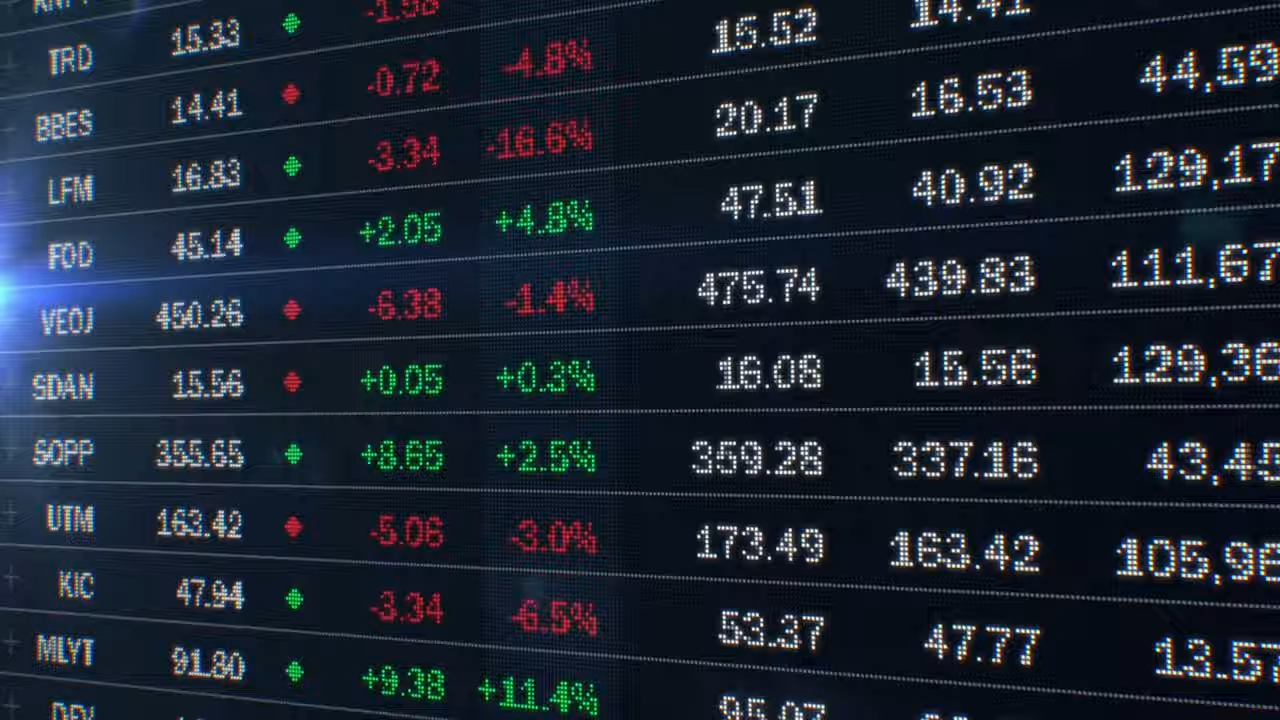 TRD 15.33 -1.58
BBES 14.41 -0.72 -4.8% 15.52 14.41
LFM 16.83 -3.34 -16.6% 20.17 16.53 44,59
FOD 45.14 +2.05 +4.8% 47.51 40.92 129,17
VEOJ 450.26 -6.38 -1.4% 475.74 439.83 111,67
SDAN 15.56 +0.05 +0.3% 16.08 15.56 129,36
SOPP 355.65 +8.65 +2.5% 359.28 337.16 43,45
UTM 163.42 -5.06 -3.0% 173.49 163.42 105,96
KIC 47.94 -3.34 -6.5% 53.37 47.77 13,57
MLYT 91.80 +9.38 +11.4% 95.07